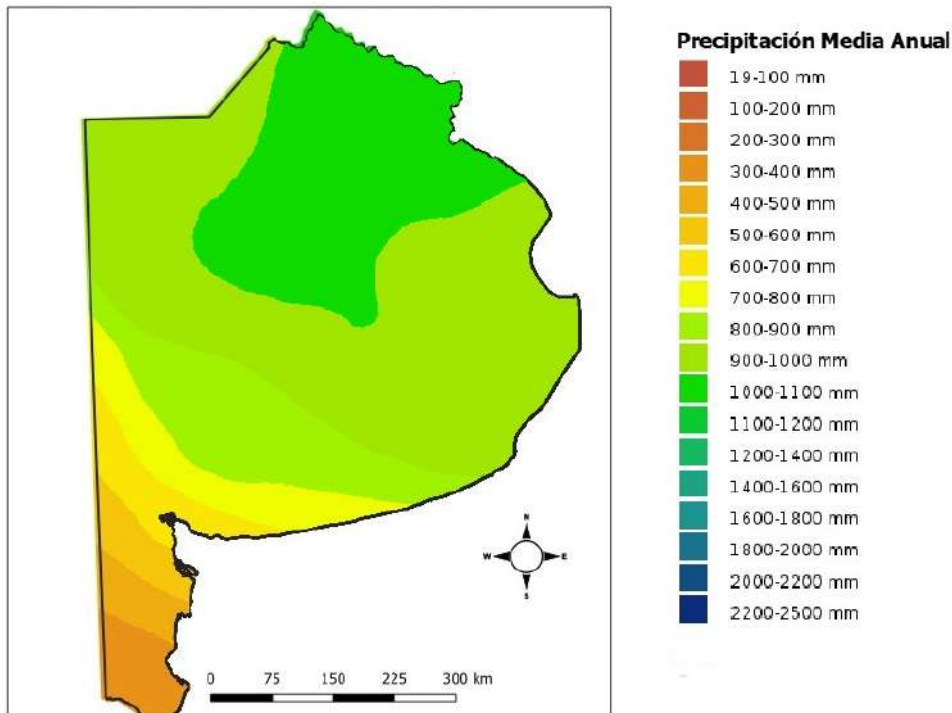 Precipitación Media Anual
19-100 mm
100-200 mm
200-300 mm
300-400 mm
400-500 mm
500-600 mm
600-700 mm
700-800 mm
800-900 mm
900-1000 mm
1000-1100 mm
1100-1200 mm
1200-1400 mm
1400-1600 mm
1600-1800 mm
1800-2000 mm
2000-2200 mm
2200-2500 mm
N
W E
S
0 75 150 225 300 km